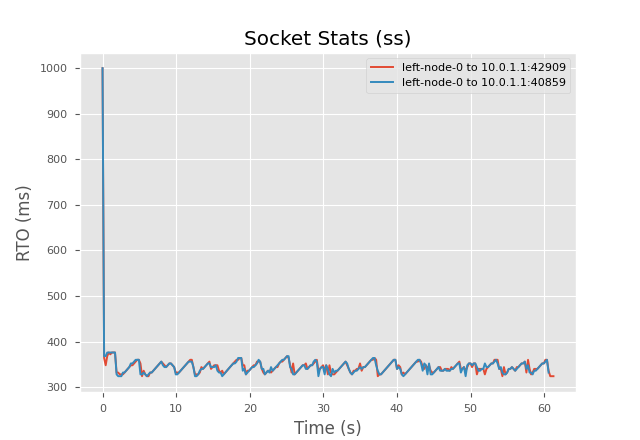 Socket Stats (ss)
left-node-0 to 10.0.1.1:42909
left-node-0 to 10.0.1.1:40859
RTO (ms)
1000
900
800
700
600
500
400
300
0 10 20 30 40 50 60
Time (s)